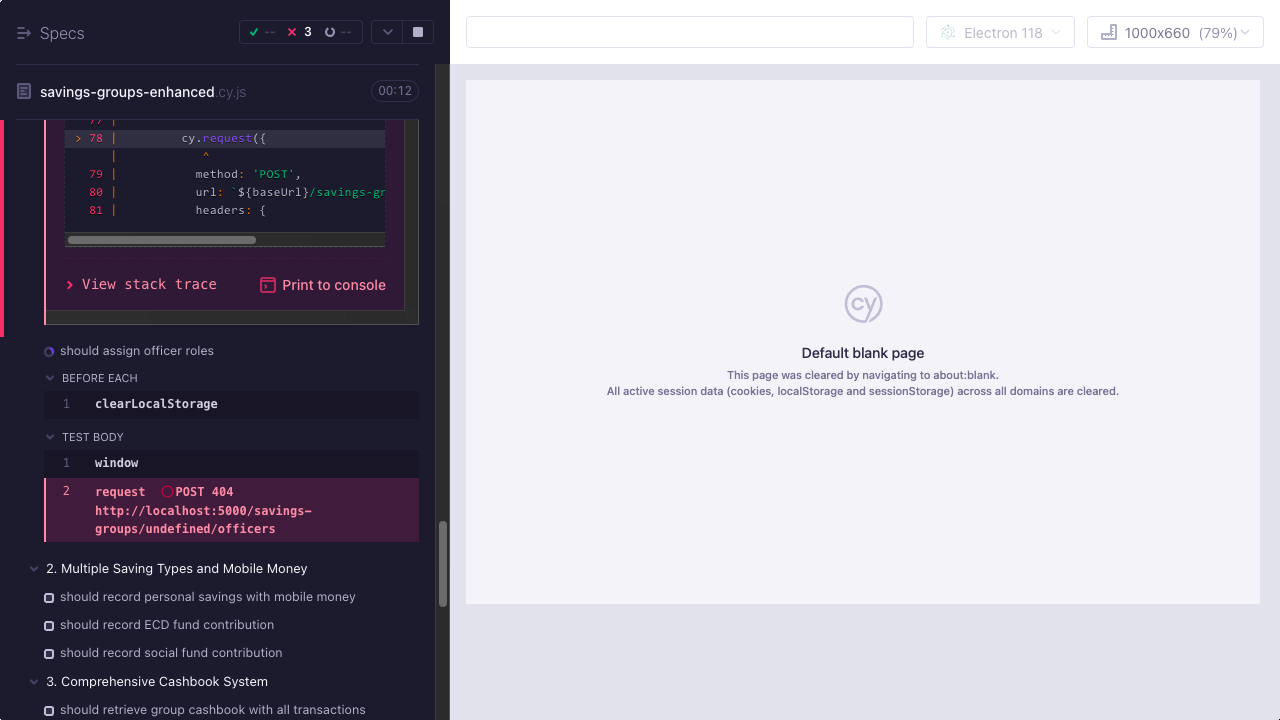 Specs
-- 3 --
Electron 118
1000x660 (79%)
savings-groups-enhanced.cy.js
00:12
77 |
> 78 | cy.request({
| ^
79 | method: 'POST',
80 | url: `${baseUrl}/savings-gr
81 | headers: {
View stack trace
Print to console
should assign officer roles
BEFORE EACH
1 clearLocalStorage
TEST BODY
1 window
2 request POST 404
http://localhost:5000/savings-
groups/undefined/officers
2. Multiple Saving Types and Mobile Money
should record personal savings with mobile money
should record ECD fund contribution
should record social fund contribution
3. Comprehensive Cashbook System
should retrieve group cashbook with all transactions
cy
Default blank page
This page was cleared by navigating to about:blank.
All active session data (cookies, localStorage and sessionStorage) across all domains are cleared.